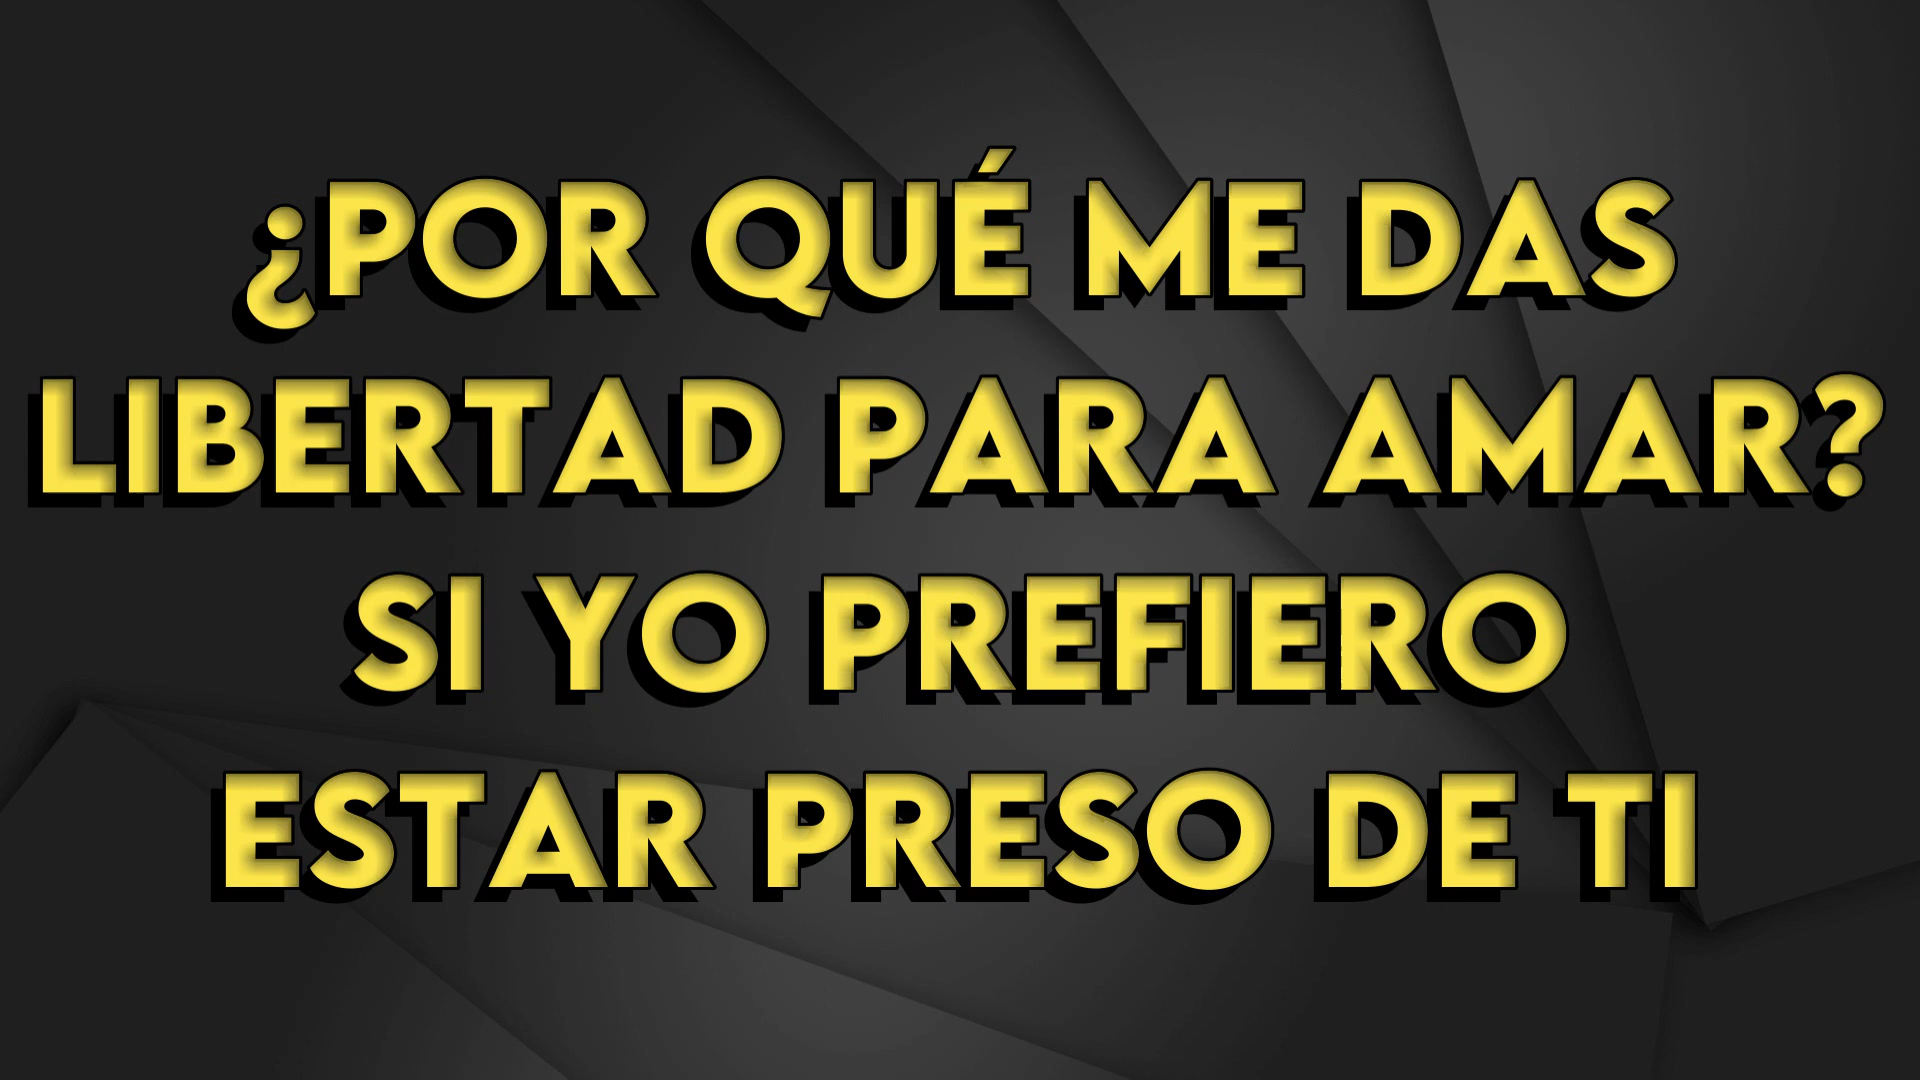 ¿POR QUÉ ME DAS
LIBERTAD PARA AMAR?
SI YO PREFIERO
ESTAR PRESO DE TI